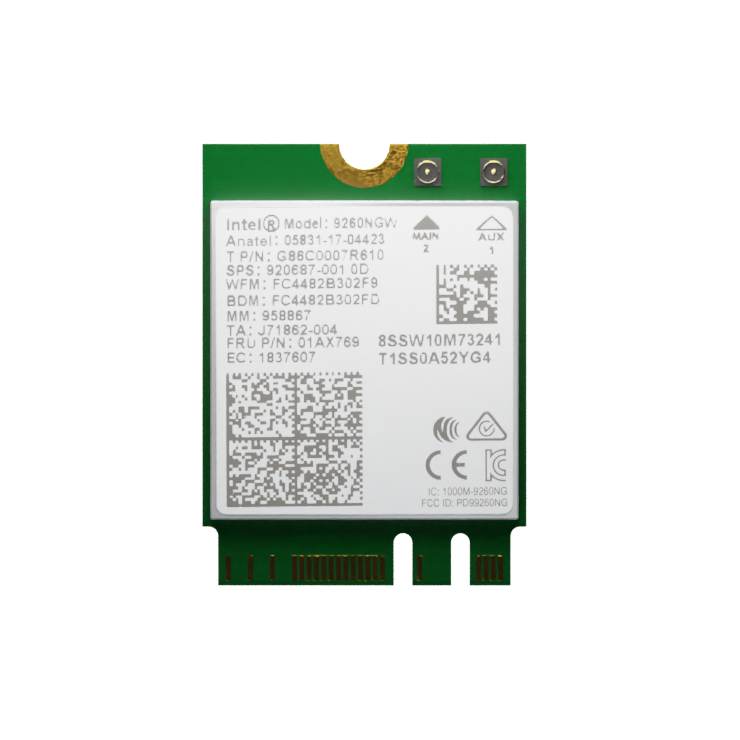 Intel® Model: 9260NGW
Anatel: 05831-17-04423
T P/N: G86C0007R610
SPS: 920687-001 0D
WFM: FC4482B302F9
BDM: FC4482B302FD
MM: 958867
TA: J71862-004
FRU P/N: 01AX769
EC: 1837607
MAIN
2
AUX
1
8SSW10M73241
T1SS0A52YG4
CE
IC: 1000M-9260NG
FCC ID: PD99260NG